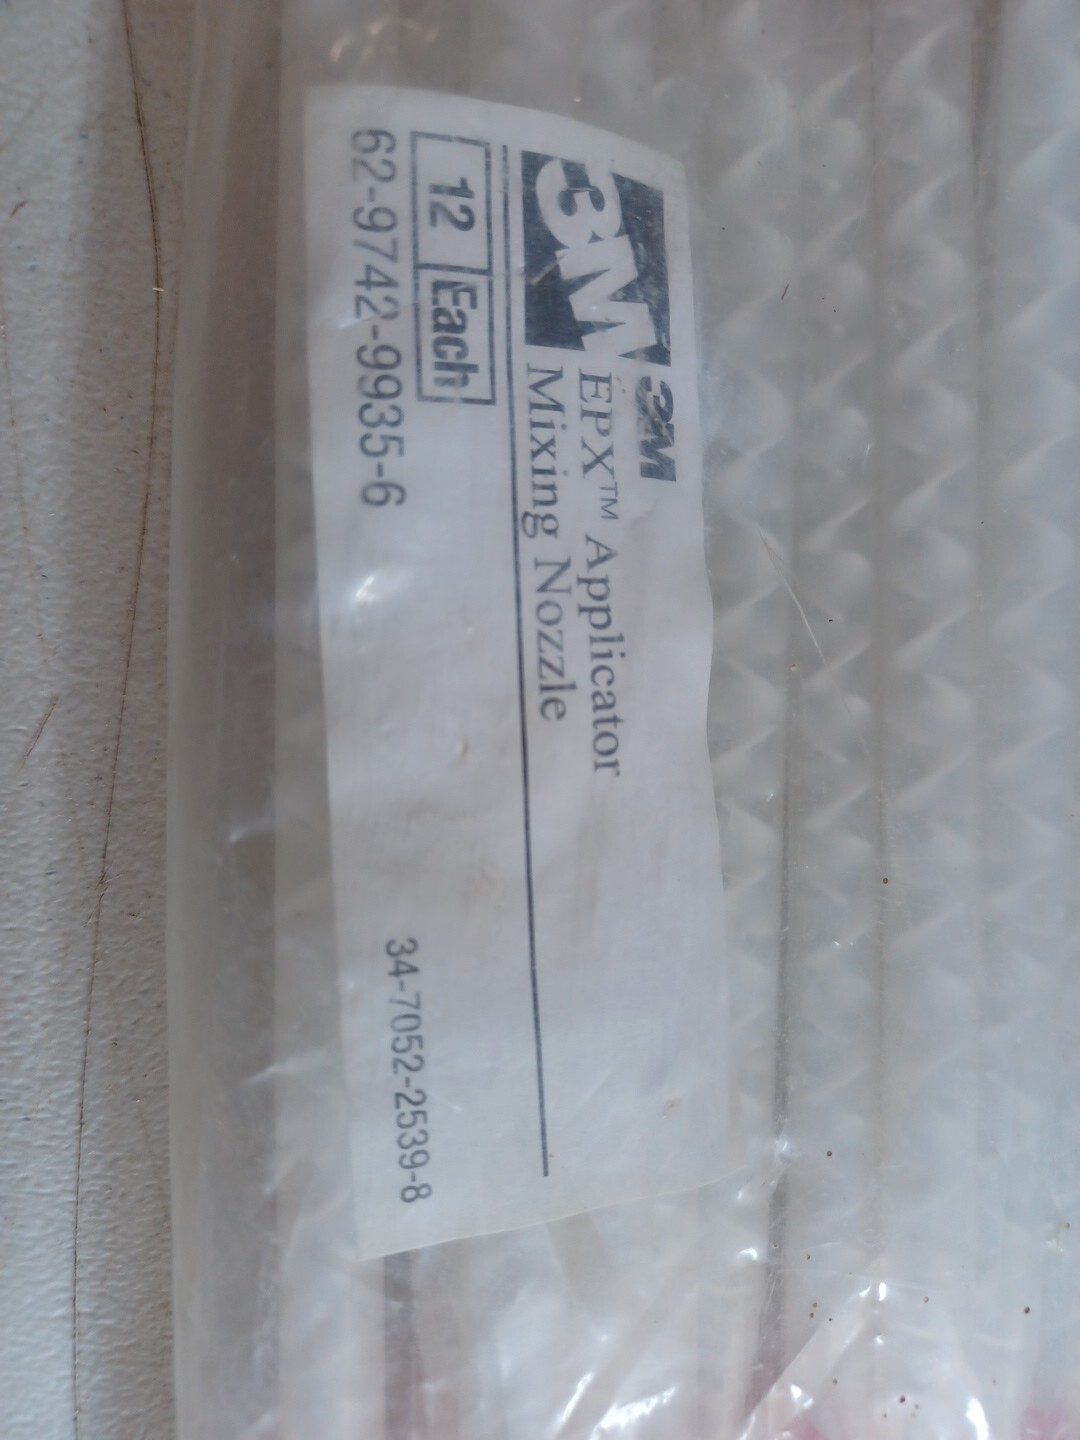 3M
3M
EPX™ Applicator
Mixing Nozzle
12 Each
62-9742-9935-6
34-7052-2539-8